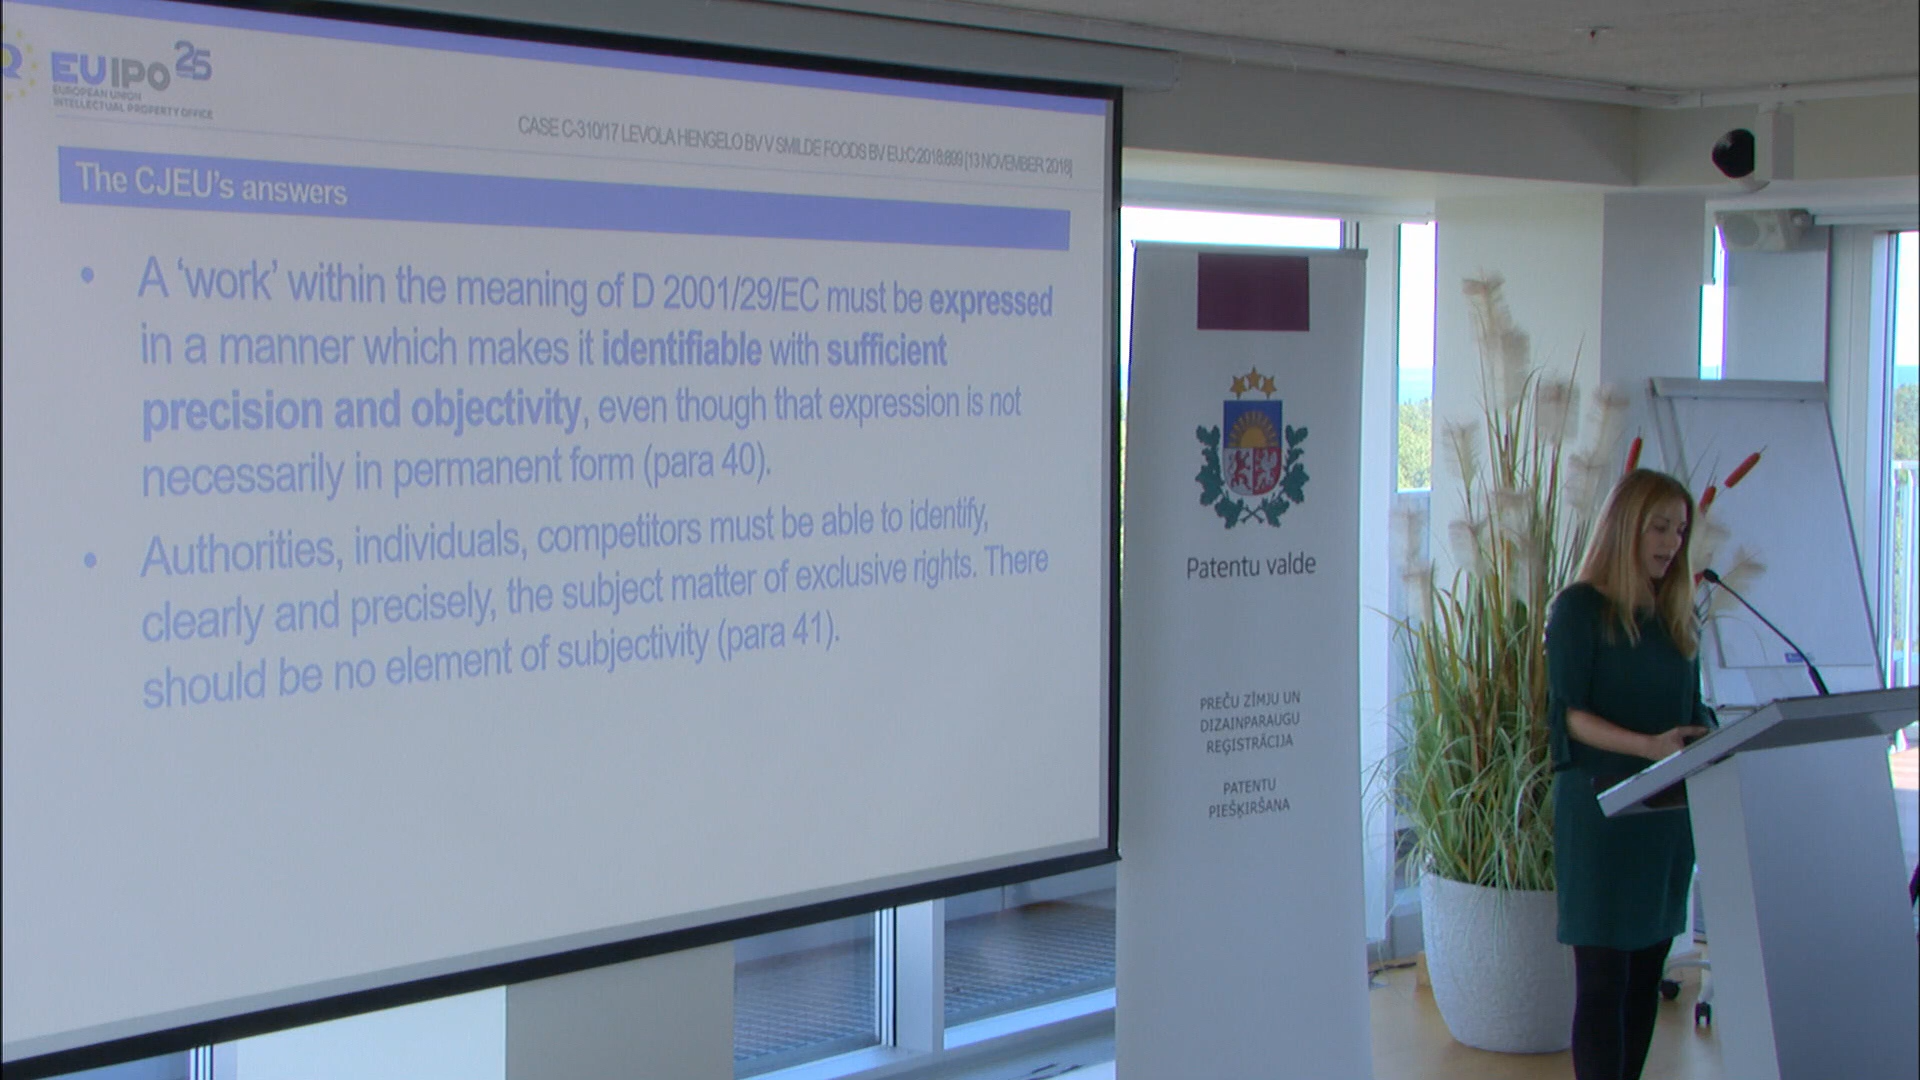 EUIPO 25
EUROPEAN UNION
INTELLECTUAL PROPERTY OFFICE
CASE C-310/17 LEVOLA HENGELO BV V SMILDE FOODS BV EU:C:2018:899 [13 NOVEMBER 2018]
The CJEU's answers
• A ‘work’ within the meaning of D 2001/29/EC must be expressed
in a manner which makes it identifiable with sufficient
precision and objectivity, even though that expression is not
necessarily in permanent form (para 40).
• Authorities, individuals, competitors must be able to identify,
clearly and precisely, the subject matter of exclusive rights. There
should be no element of subjectivity (para 41).
Patentu valde
PREČU ZĪMJU UN
DIZAINPARAUGU
REĢISTRĀCIJA
PATENTU
PIEŠĶIRŠANA